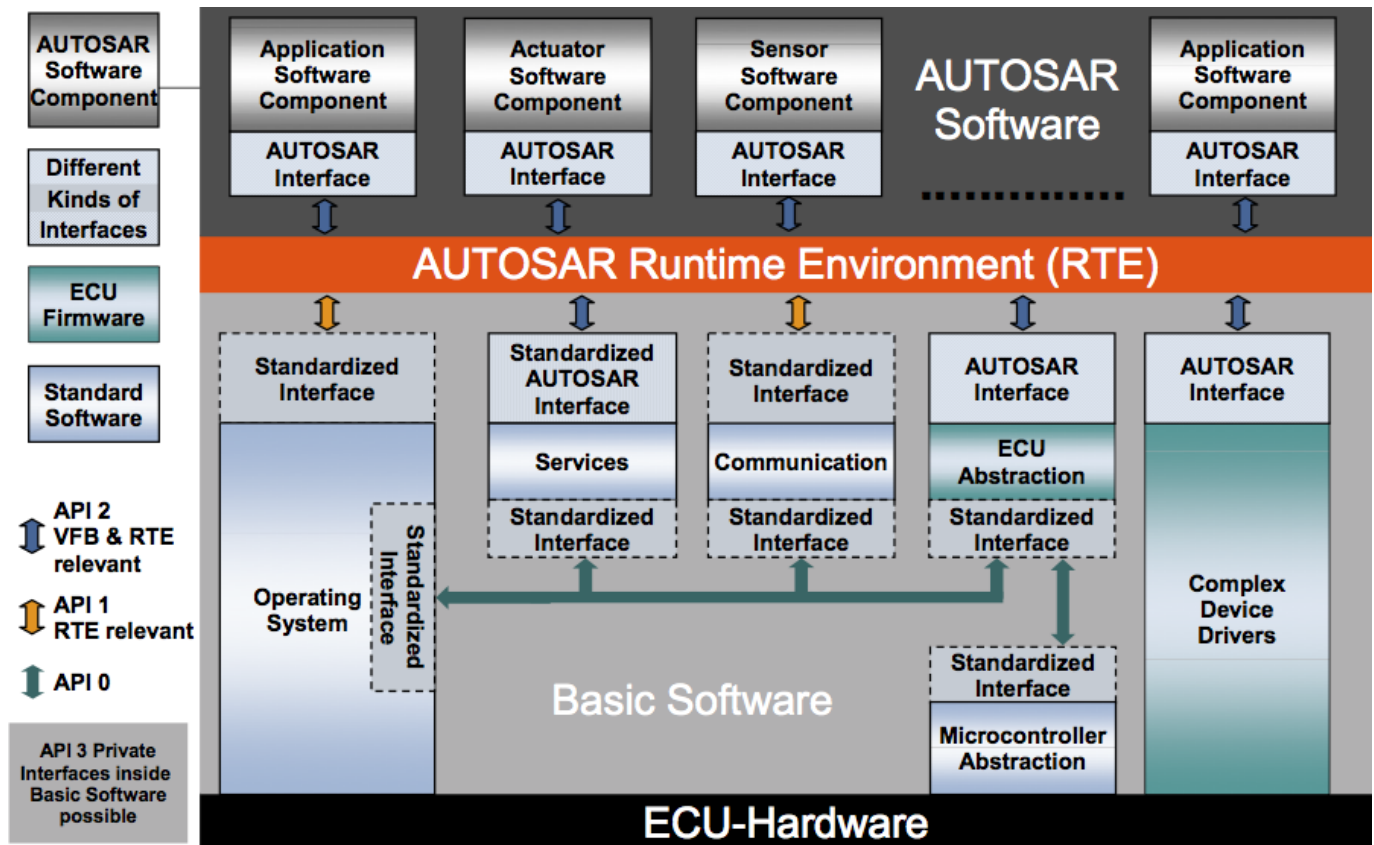 AUTOSAR
Software
Component
Different
Kinds of
Interfaces
ECU
Firmware
Standard
Software
API 2
VFB & RTE
relevant
API 1
RTE relevant
API 0
API 3 Private
Interfaces inside
Basic Software
possible
Application
Software
Component
AUTOSAR
Interface
Actuator
Software
Component
AUTOSAR
Interface
Sensor
Software
Component
AUTOSAR
Interface
AUTOSAR
Software
..............
Application
Software
Component
AUTOSAR
Interface
AUTOSAR Runtime Environment (RTE)
Standardized
Interface
Operating
System
Standardized
Interface
Standardized
AUTOSAR
Interface
Services
Standardized
Interface
Standardized
Interface
Communication
Standardized
Interface
AUTOSAR
Interface
ECU
Abstraction
Standardized
Interface
Standardized
Interface
Microcontroller
Abstraction
AUTOSAR
Interface
Complex
Device
Drivers
Basic Software
ECU-Hardware